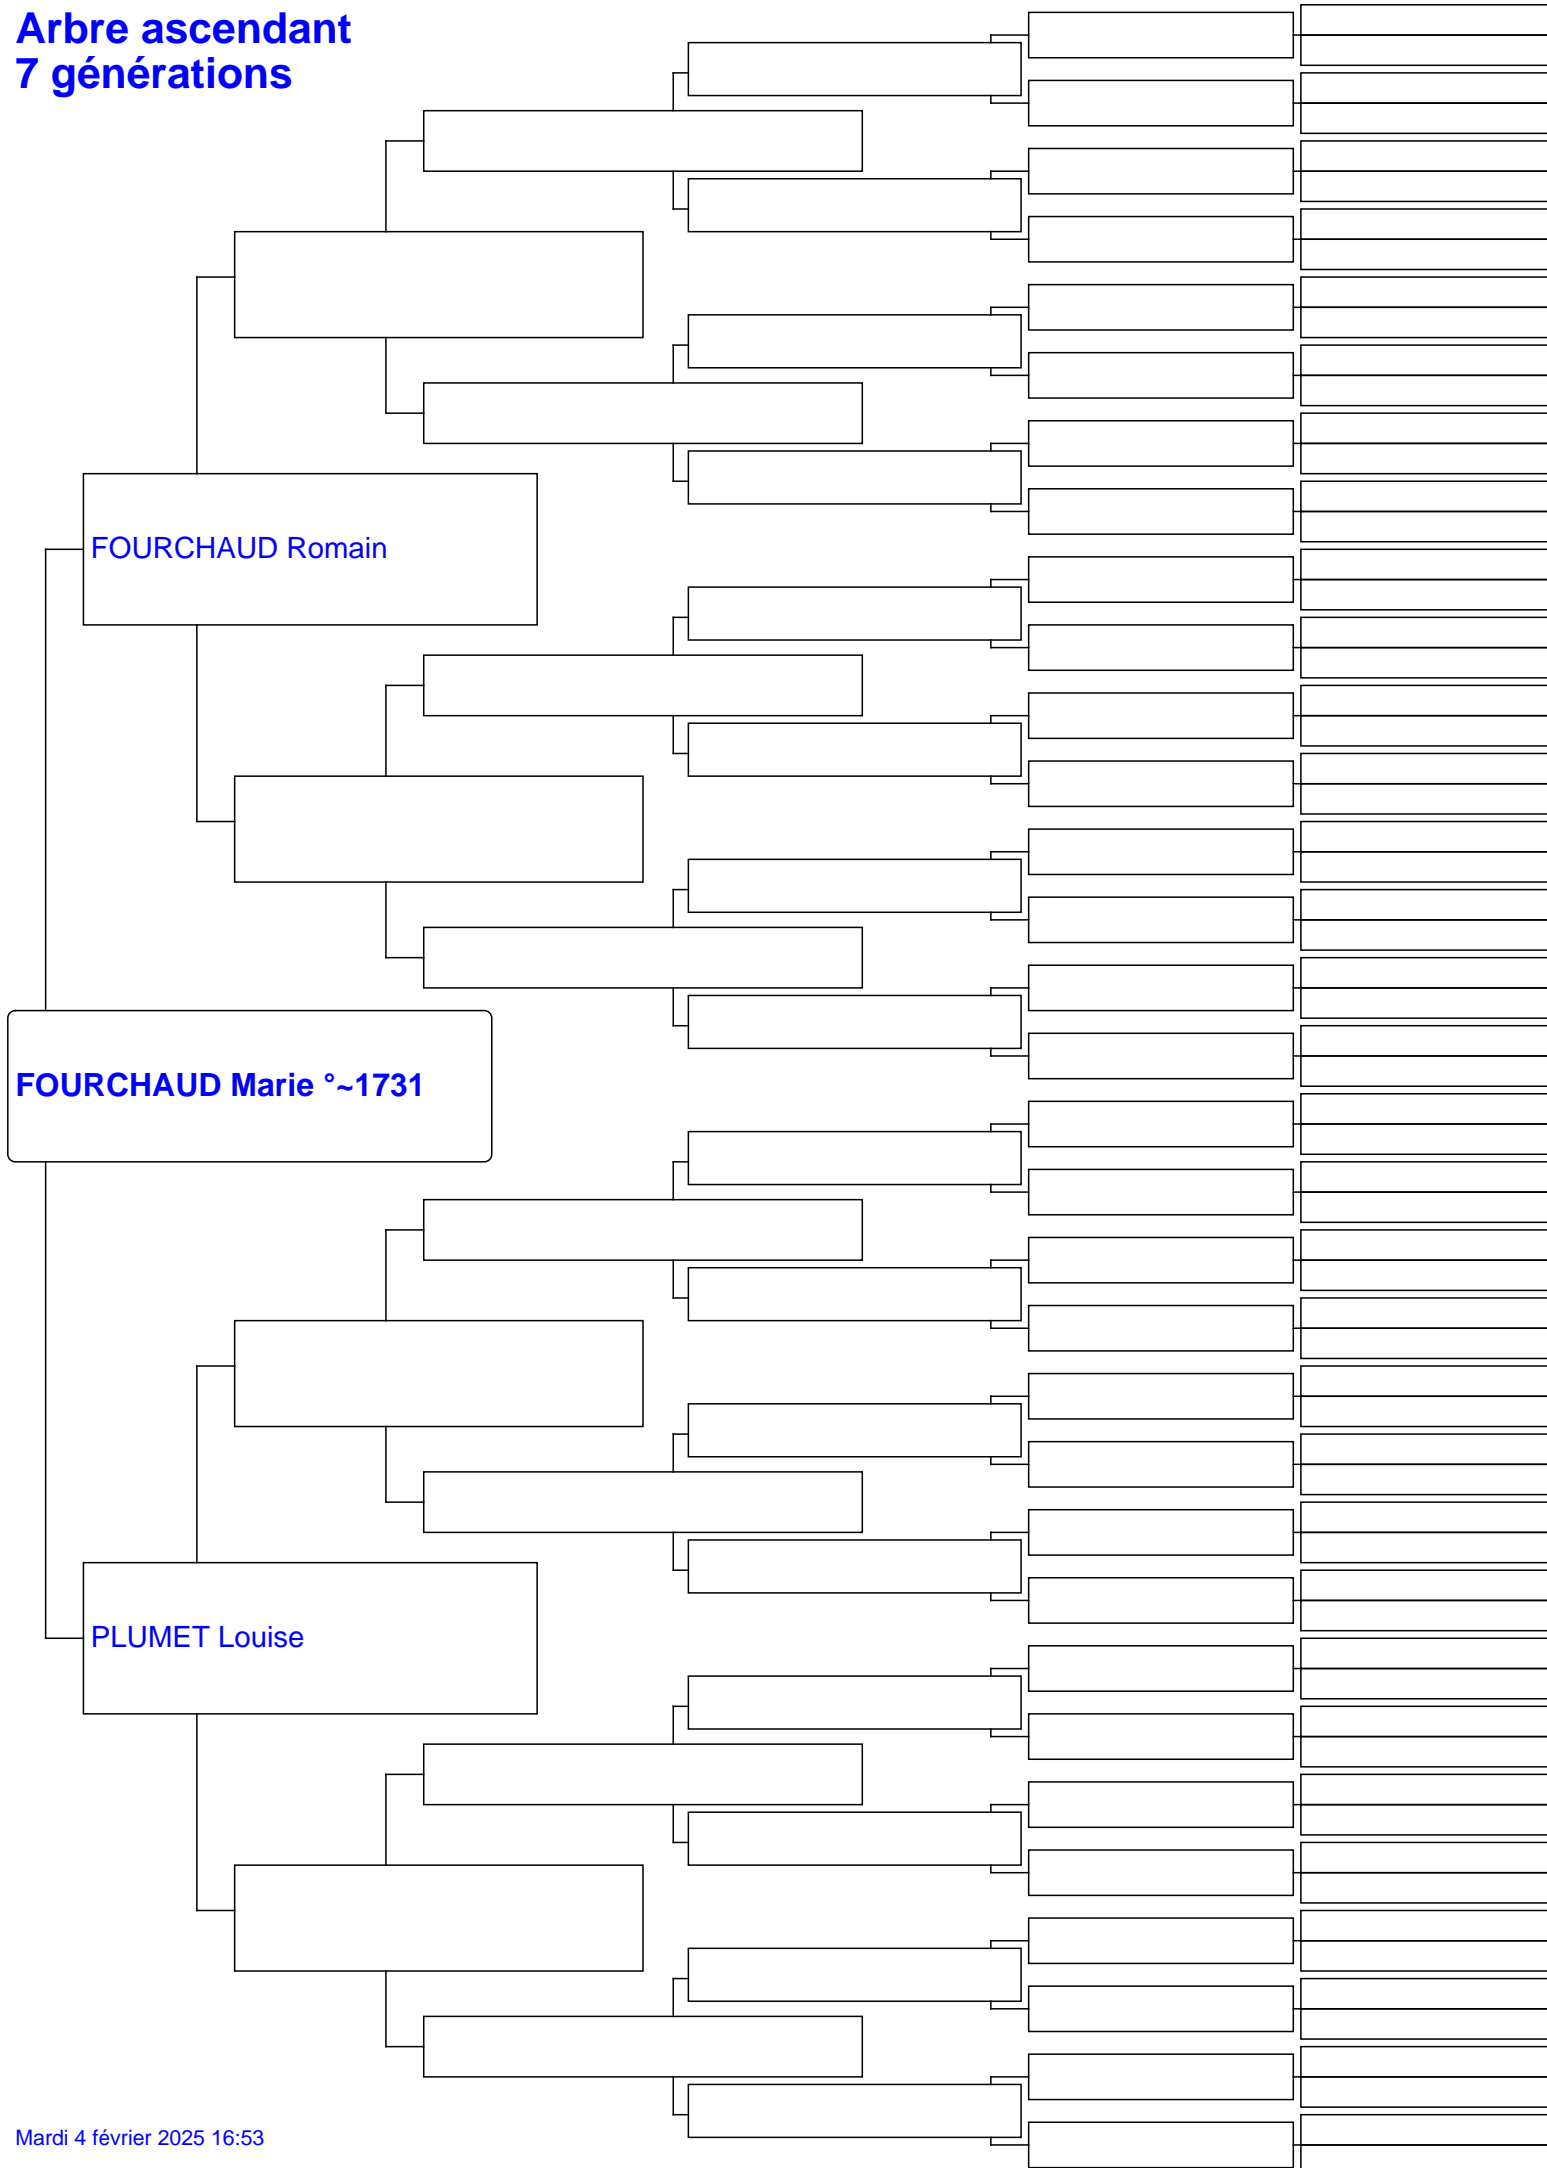 Arbre ascendant
7 générations
FOURCHAUD Romain
FOURCHAUD Marie °~1731
PLUMET Louise
Mardi 4 février 2025 16:53